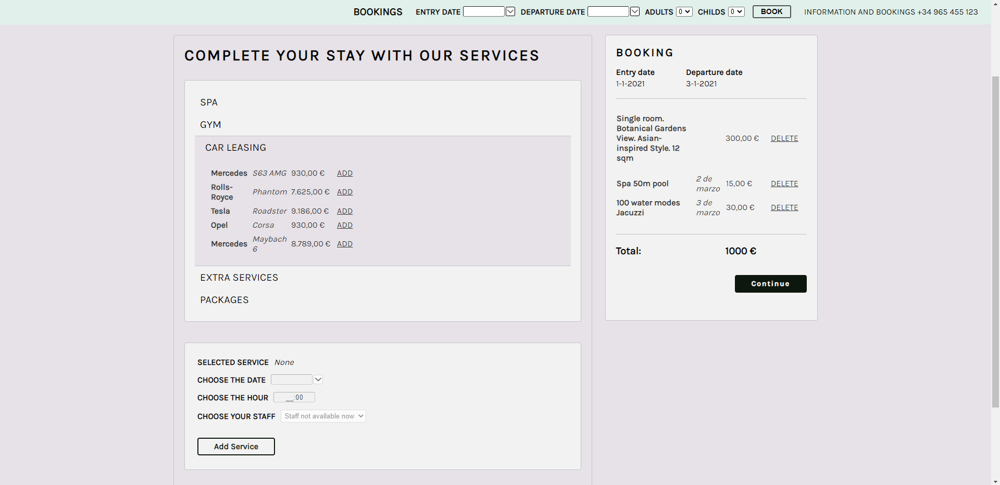 BOOKINGS ENTRY DATE DEPARTURE DATE ADULTS 0 CHILDS 0 BOOK INFORMATION AND BOOKINGS +34 965 455 123
COMPLETE YOUR STAY WITH OUR SERVICES
SPA
GYM
CAR LEASING
Mercedes S63 AMG 930,00 € ADD
Rolls-
Royce Phantom 7.625,00 € ADD
Tesla Roadster 9.186,00 € ADD
Opel Corsa 930,00 € ADD
Mercedes Maybach
6 8.789,00 € ADD
EXTRA SERVICES
PACKAGES
SELECTED SERVICE None
CHOOSE THE DATE
CHOOSE THE HOUR __:00
CHOOSE YOUR STAFF Staff not available now
Add Service
BOOKING
Entry date Departure date
1-1-2021 3-1-2021
Single room.
Botanical Gardens
View. Asian-
inspired Style. 12
sqm 300,00 € DELETE
Spa 50m pool 2 de
marzo 15,00 € DELETE
100 water modes
Jacuzzi 3 de
marzo 30,00 € DELETE
Total: 1000 €
Continue